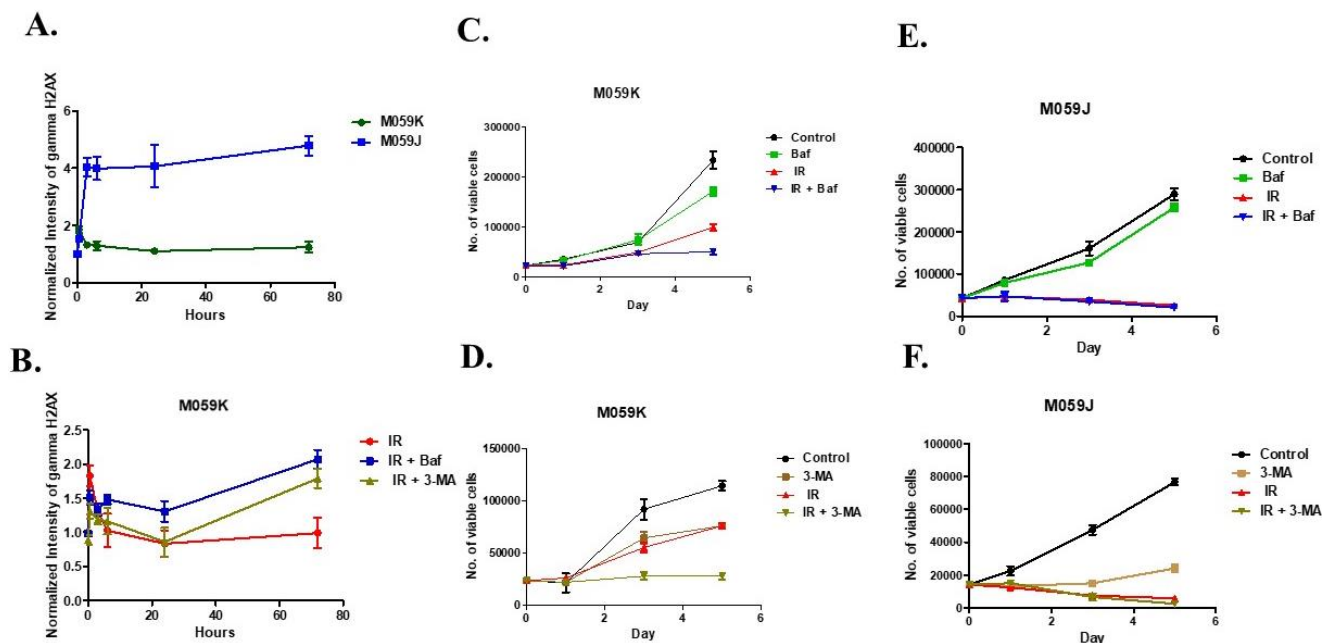 A.
Normalized Intensity of gamma H2AX
6
4
2
0
0
20
40
60
80
Hours
M059K
M059J
B.
M059K
Normalized Intensity of gamma H2AX
2.5
2.0
1.5
1.0
0.5
0.0
0
20
40
60
80
Hours
IR
IR + Baf
IR + 3-MA
C.
M059K
No. of viable cells
300000
200000
100000
0
0
2
4
6
Day
Control
Baf
IR
IR + Baf
D.
M059K
No. of viable cells
150000
100000
50000
0
0
2
4
6
Day
Control
3-MA
IR
IR + 3-MA
E.
M059J
No. of viable cells
400000
300000
200000
100000
0
0
2
4
6
Day
Control
Baf
IR
IR + Baf
F.
M059J
No. of viable cells
100000
80000
60000
40000
20000
0
0
2
4
6
Day
Control
3-MA
IR
IR + 3-MA